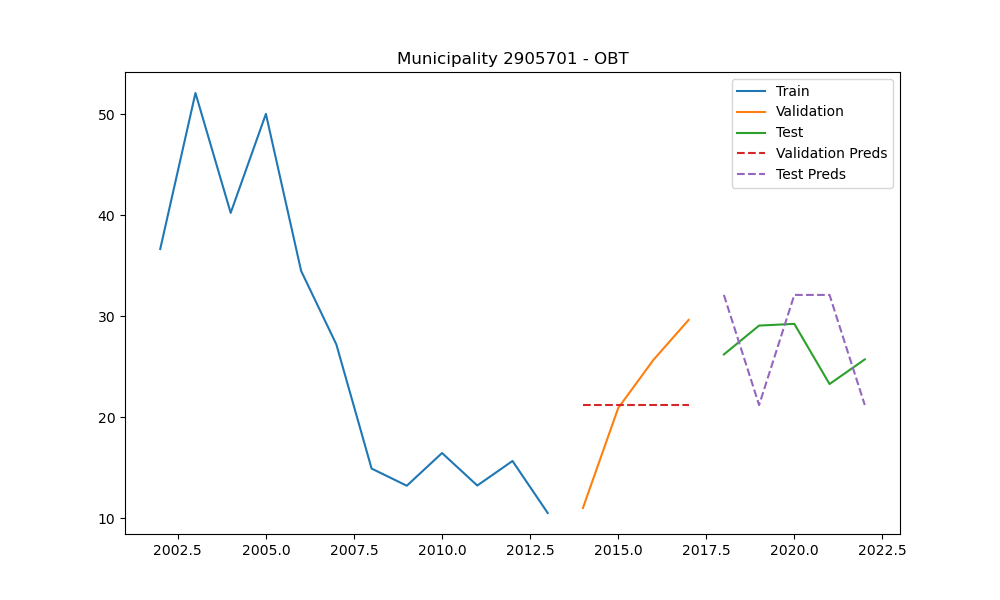 Municipality 2905701 - OBT
Train
Validation
Test
Validation Preds
Test Preds
50
40
30
20
10
2002.5 2005.0 2007.5 2010.0 2012.5 2015.0 2017.5 2020.0 2022.5